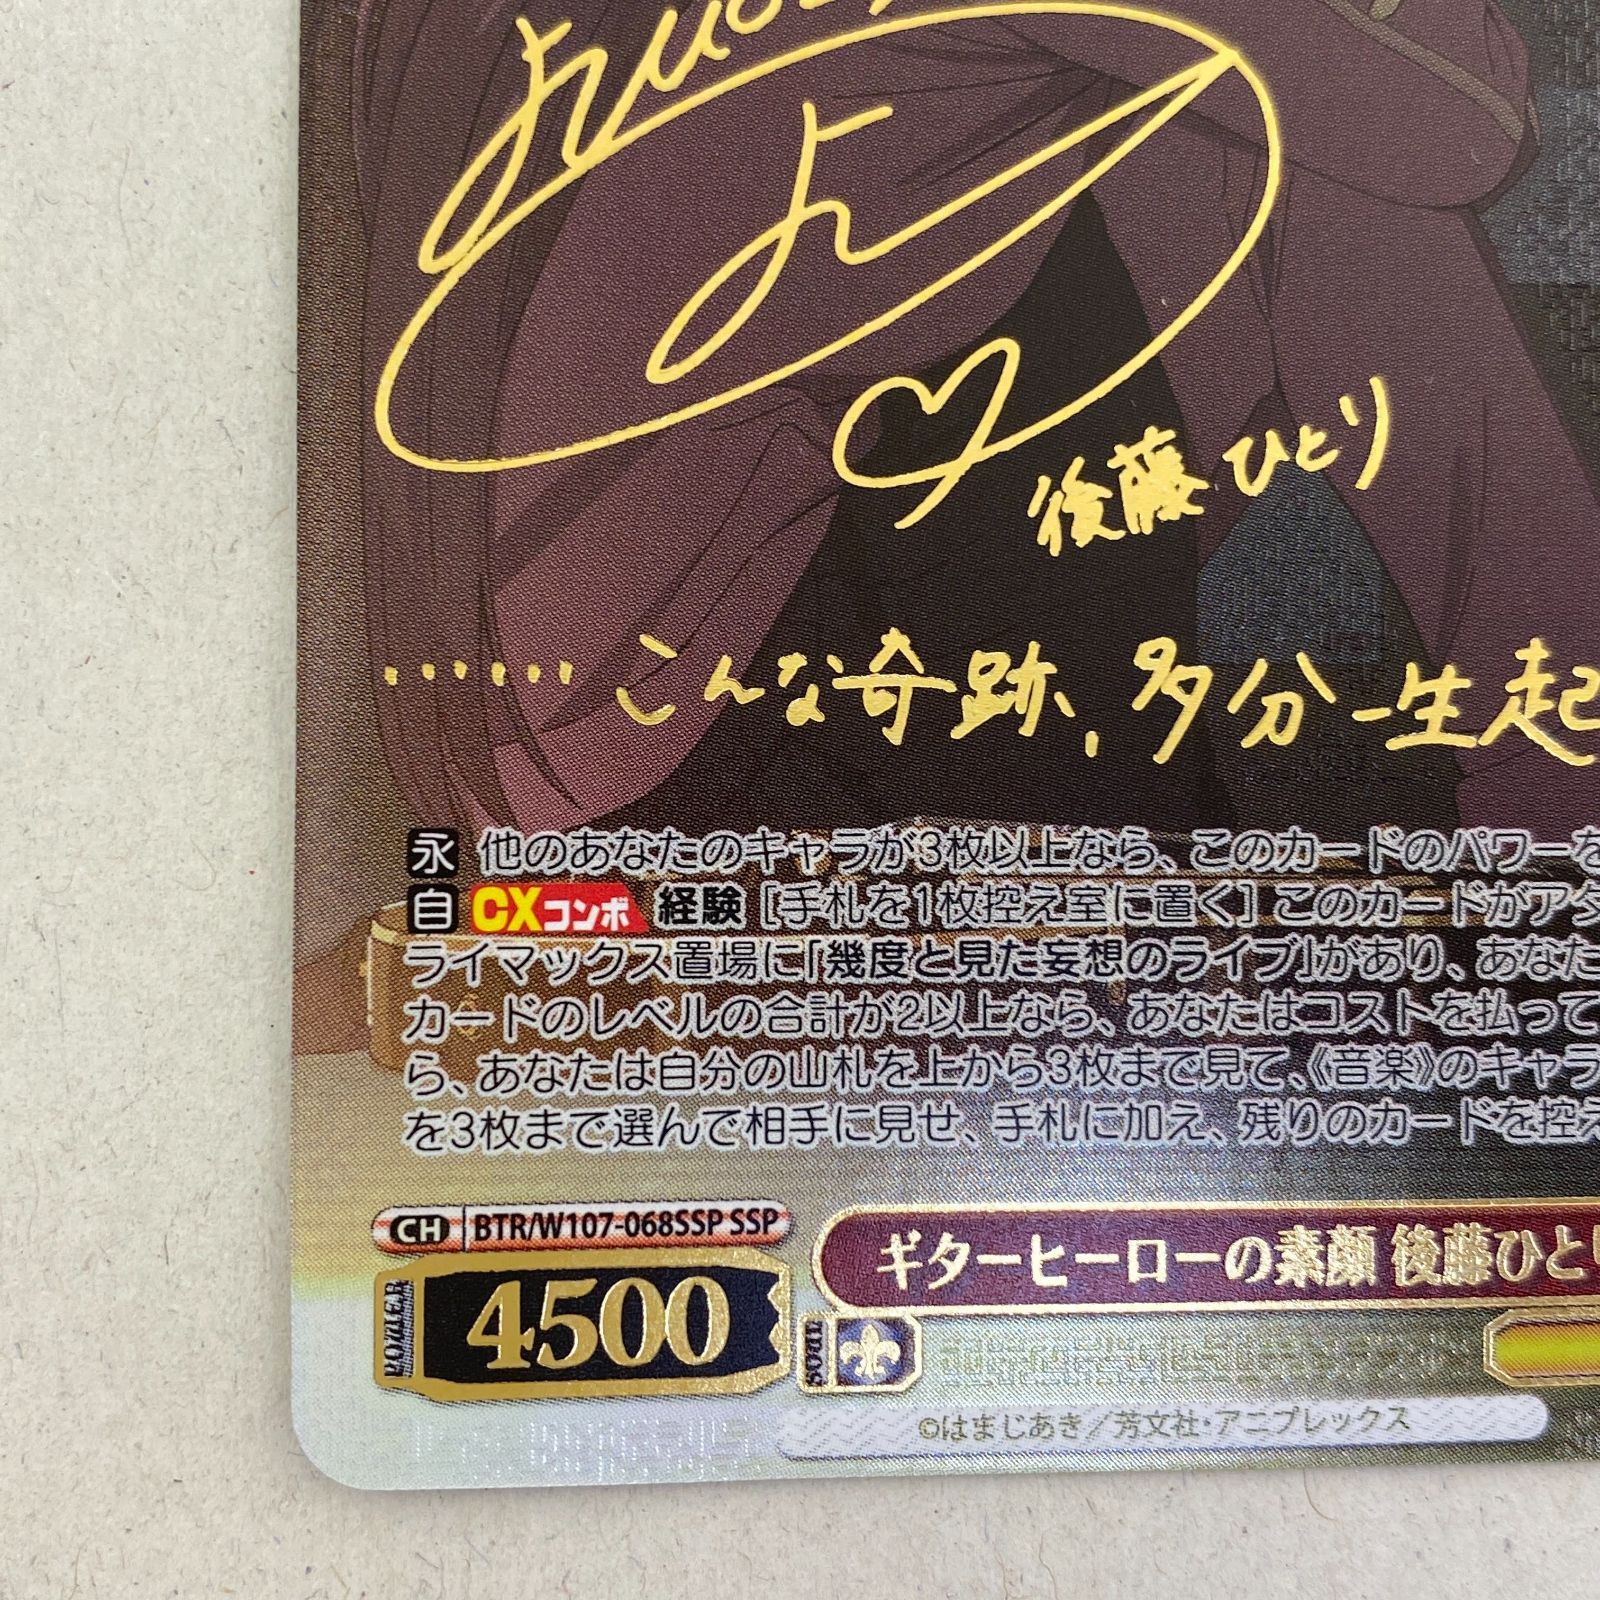 後藤ひとり
……こんな奇跡、多分一生起
永 他のあなたのキャラが3枚以上なら、このカードのパワーを
自 CXコンボ 経験 [手札を1枚控え室に置く] このカードがアタ
ライマックス置場に「幾度と見た妄想のライブ」があり、あなた
カードのレベルの合計が2以上なら、あなたはコストを払って
ら、あなたは自分の山札を上から3枚まで見て、《音楽》のキャラ
を3枚まで選んで相手に見せ、手札に加え、残りのカードを控え
CH BTR/W107-068SSP SSP
ギターヒーローの素顔 後藤ひとり
POWER 4500
SOUL
©はまじあき/芳文社・アニプレックス